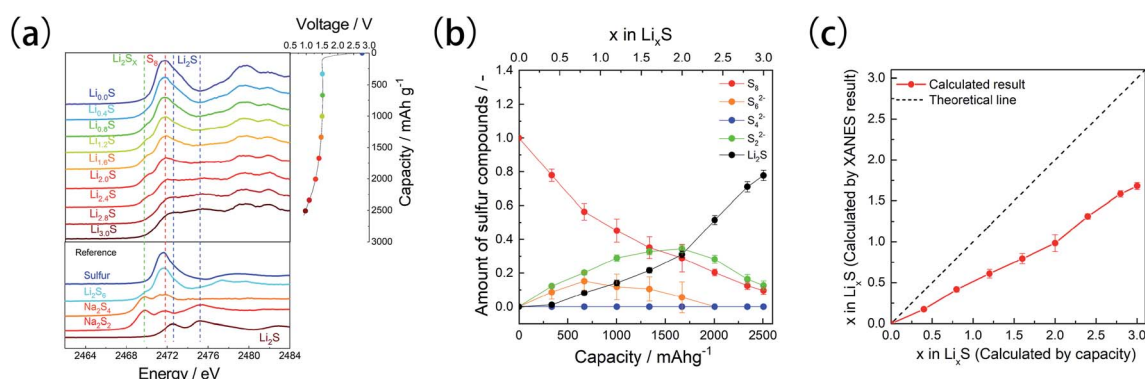 (a)
Voltage / V
0.5 1.0 1.5 2.0 2.5 3.0
Li₂Sₓ S₈ Li₂S
Li₀.₀S
Li₀.₄S
Li₀.₈S
Li₁.₂S
Li₁.₆S
Li₂.₀S
Li₂.₄S
Li₂.₈S
Li₃.₀S
0
500
1000
1500
2000
2500
3000
Capacity / mAh g⁻¹
Reference
Sulfur
Li₂S₆
Na₂S₄
Na₂S₂
Li₂S
2464 2468 2472 2476 2480 2484
Energy / eV
(b)
x in LiₓS
0.0 0.5 1.0 1.5 2.0 2.5 3.0
Amount of sulfur compounds / -
1.4
1.2
1.0
0.8
0.6
0.4
0.2
0.0
S₈
S₆²⁻
S₄²⁻
S₂²⁻
Li₂S
0 500 1000 1500 2000 2500
Capacity / mAhg⁻¹
(c)
x in LiₓS (Calculated by XANES result)
3.0
2.5
2.0
1.5
1.0
0.5
0.0
Calculated result
Theoretical line
0.0 0.5 1.0 1.5 2.0 2.5 3.0
x in LiₓS (Calculated by capacity)